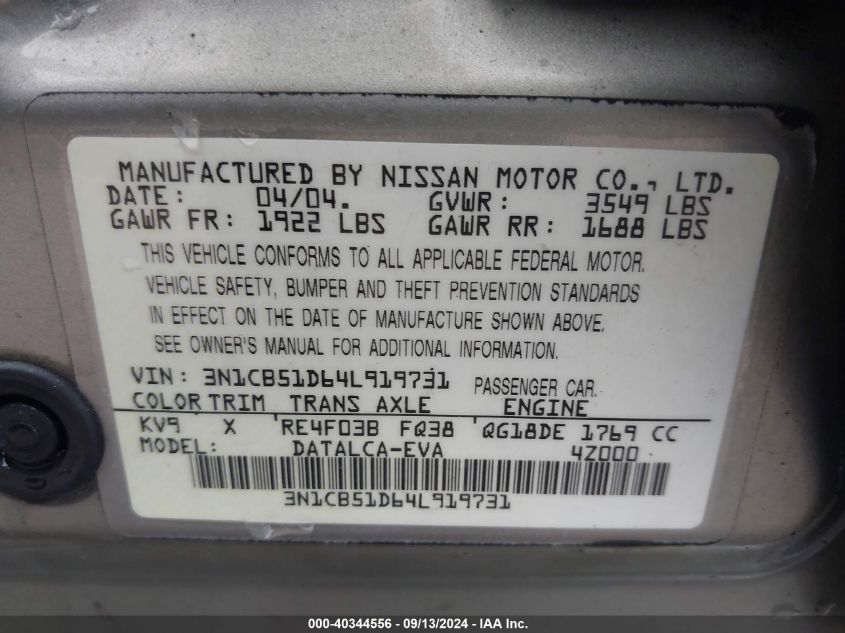 MANUFACTURED BY NISSAN MOTOR CO., LTD.
DATE: 04/04. GVWR: 3549 LBS
GAWR FR: 1922 LBS GAWR RR: 1688 LBS
THIS VEHICLE CONFORMS TO ALL APPLICABLE FEDERAL MOTOR.
VEHICLE SAFETY, BUMPER AND THEFT PREVENTION STANDARDS
IN EFFECT ON THE DATE OF MANUFACTURE SHOWN ABOVE.
SEE OWNER'S MANUAL FOR ADDITIONAL INFORMATION.
VIN: 3N1CB51D64L919731 PASSENGER CAR.
COLOR TRIM TRANS AXLE ENGINE
KV9 X RE4F03B FQ38 QG18DE 1769 CC
MODEL: DATALCA-EVA 4Z000
3N1CB51D64L919731
000-40344556 - 09/13/2024 - IAA Inc.